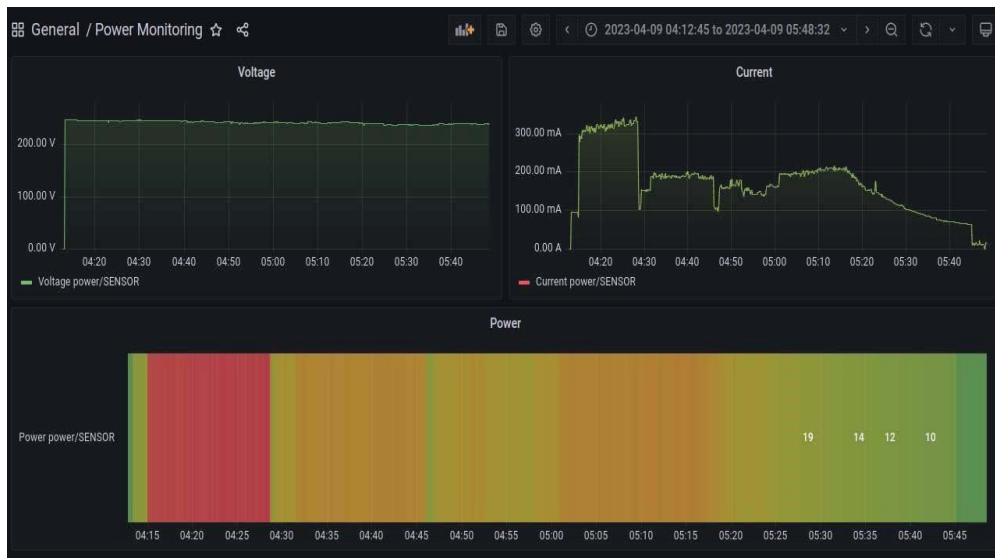 General / Power Monitoring
2023-04-09 04:12:45 to 2023-04-09 05:48:32
Voltage
200.00 V
100.00 V
0.00 V
04:20 04:30 04:40 04:50 05:00 05:10 05:20 05:30 05:40
Voltage power/SENSOR
Current
300.00 mA
200.00 mA
100.00 mA
0.00 A
04:20 04:30 04:40 04:50 05:00 05:10 05:20 05:30 05:40
Current power/SENSOR
Power
Power power/SENSOR
19 14 12 10
04:15 04:20 04:25 04:30 04:35 04:40 04:45 04:50 04:55 05:00 05:05 05:10 05:15 05:20 05:25 05:30 05:35 05:40 05:45